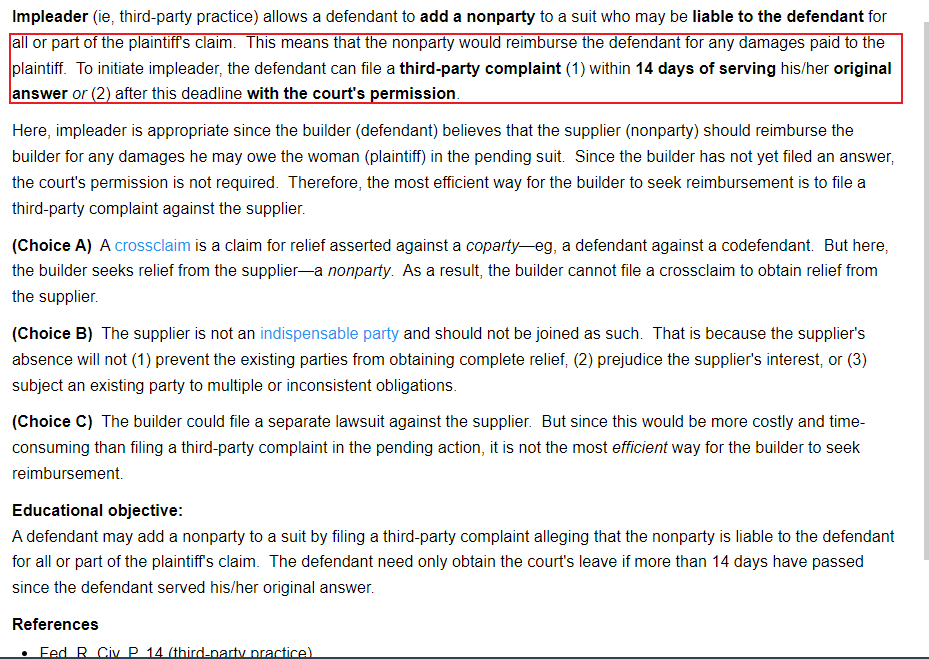 Impleader (ie, third-party practice) allows a defendant to add a nonparty to a suit who may be liable to the defendant for
all or part of the plaintiff's claim. This means that the nonparty would reimburse the defendant for any damages paid to the
plaintiff. To initiate impleader, the defendant can file a third-party complaint (1) within 14 days of serving his/her original
answer or (2) after this deadline with the court's permission.
Here, impleader is appropriate since the builder (defendant) believes that the supplier (nonparty) should reimburse the
builder for any damages he may owe the woman (plaintiff) in the pending suit. Since the builder has not yet filed an answer,
the court's permission is not required. Therefore, the most efficient way for the builder to seek reimbursement is to file a
third-party complaint against the supplier.
(Choice A) A crossclaim is a claim for relief asserted against a coparty—eg, a defendant against a codefendant. But here,
the builder seeks relief from the supplier—a nonparty. As a result, the builder cannot file a crossclaim to obtain relief from
the supplier.
(Choice B) The supplier is not an indispensable party and should not be joined as such. That is because the supplier's
absence will not (1) prevent the existing parties from obtaining complete relief, (2) prejudice the supplier's interest, or (3)
subject an existing party to multiple or inconsistent obligations.
(Choice C) The builder could file a separate lawsuit against the supplier. But since this would be more costly and time-
consuming than filing a third-party complaint in the pending action, it is not the most efficient way for the builder to seek
reimbursement.
Educational objective:
A defendant may add a nonparty to a suit by filing a third-party complaint alleging that the nonparty is liable to the defendant
for all or part of the plaintiff's claim. The defendant need only obtain the court's leave if more than 14 days have passed
since the defendant served his/her original answer.
References
• Fed. R. Civ. P. 14 (third-party practice)